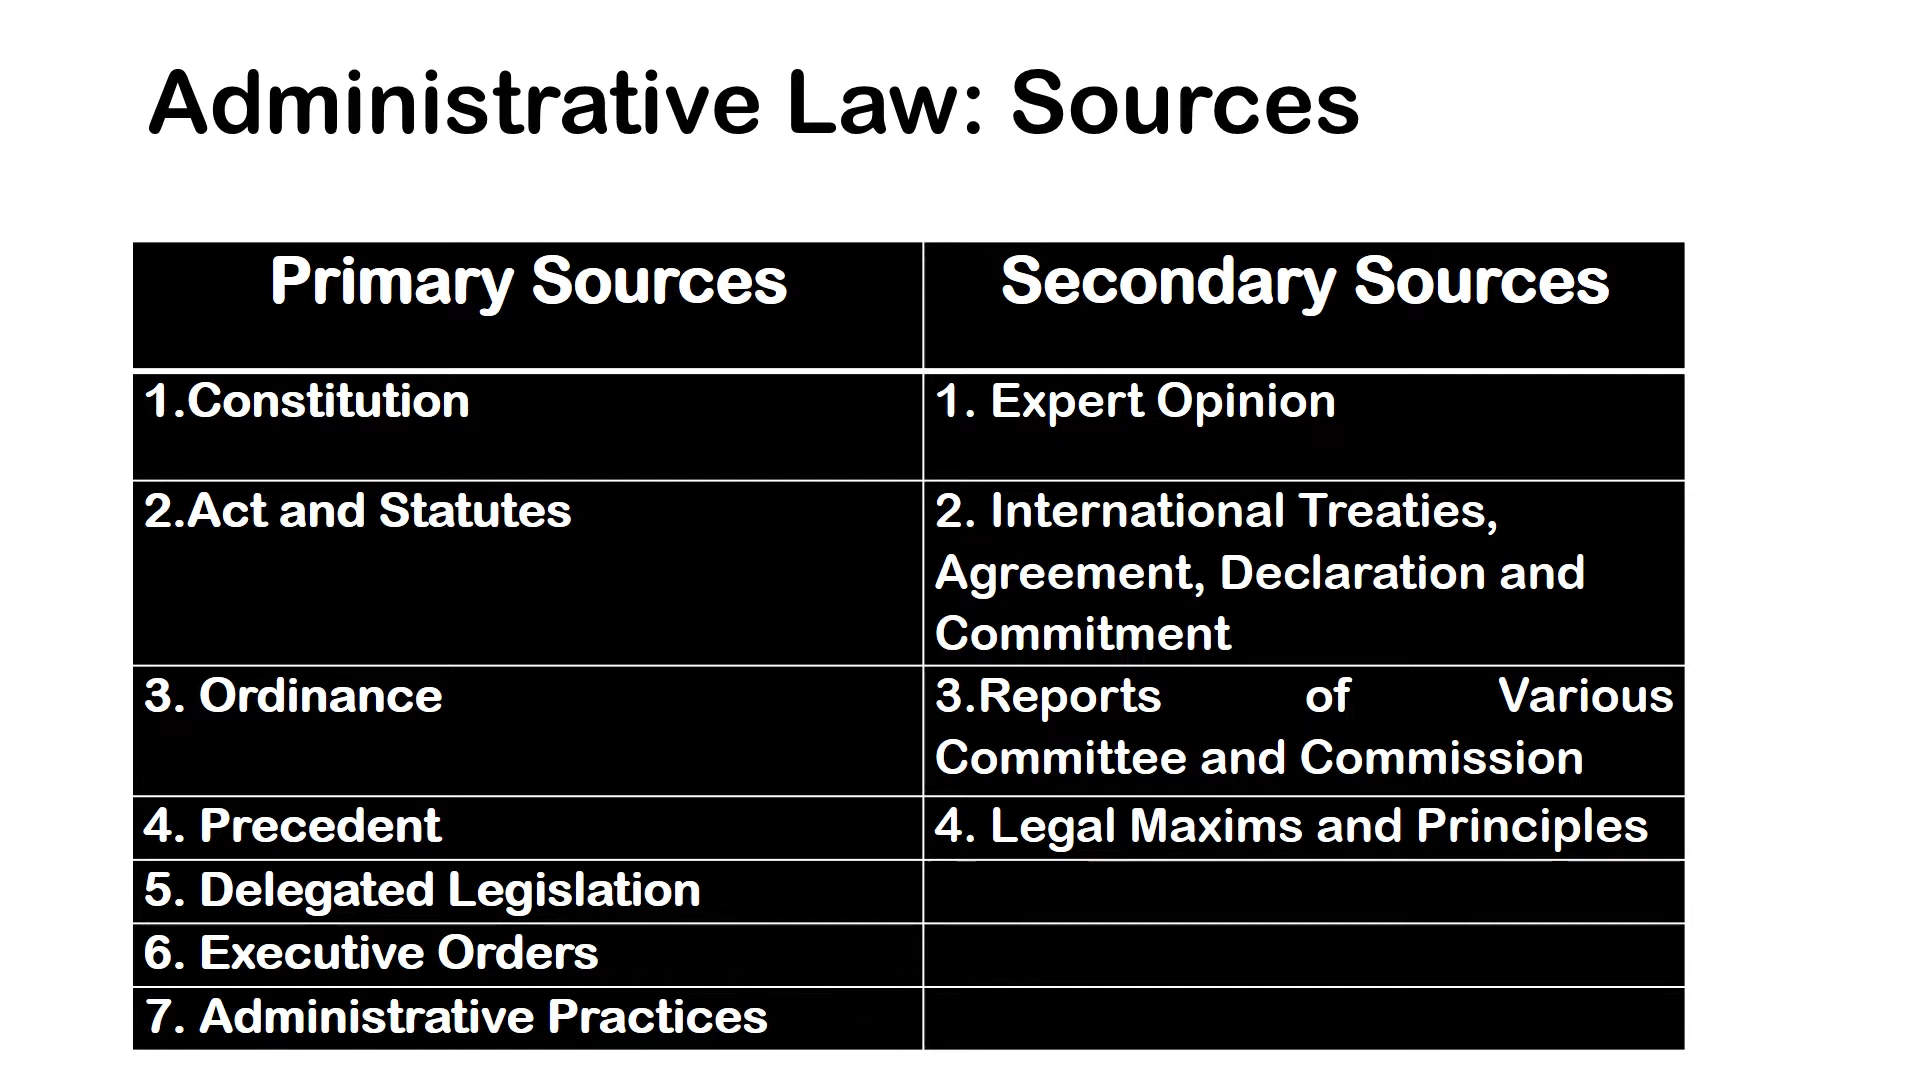 Administrative Law: Sources
Primary Sources
Secondary Sources
1.Constitution
1. Expert Opinion
2.Act and Statutes
2. International Treaties,
Agreement, Declaration and
Commitment
3. Ordinance
3.Reports of Various
Committee and Commission
4. Precedent
4. Legal Maxims and Principles
5. Delegated Legislation
6. Executive Orders
7. Administrative Practices